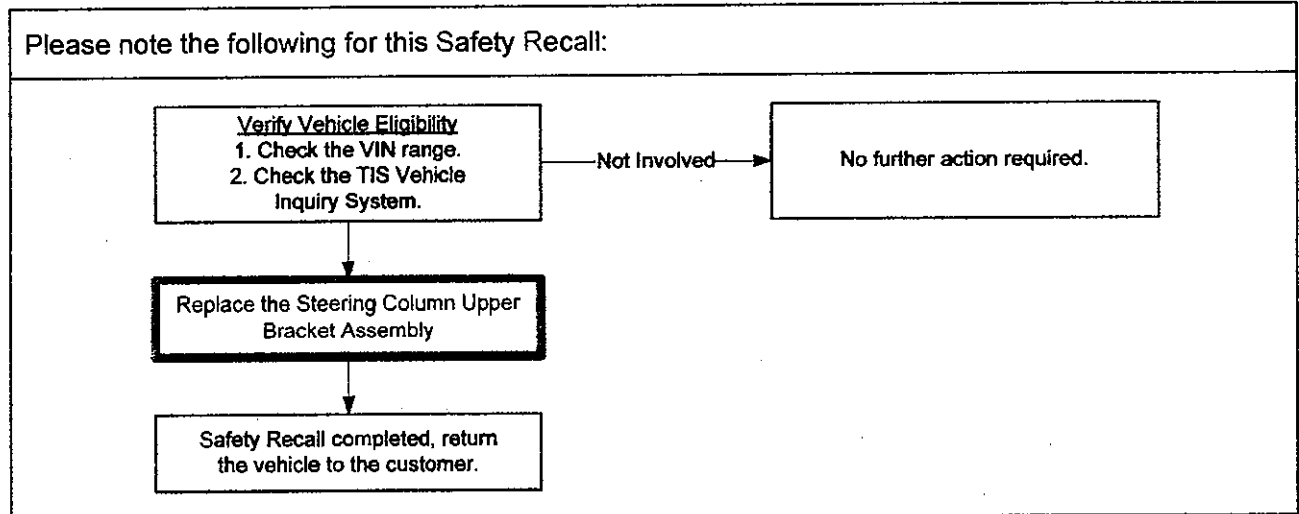 Please note the following for this Safety Recall:
Verify Vehicle Eligibility
1. Check the VIN range.
2. Check the TIS Vehicle
Inquiry System.
Not Involved
No further action required.
Replace the Steering Column Upper
Bracket Assembly
Safety Recall completed, return
the vehicle to the customer.